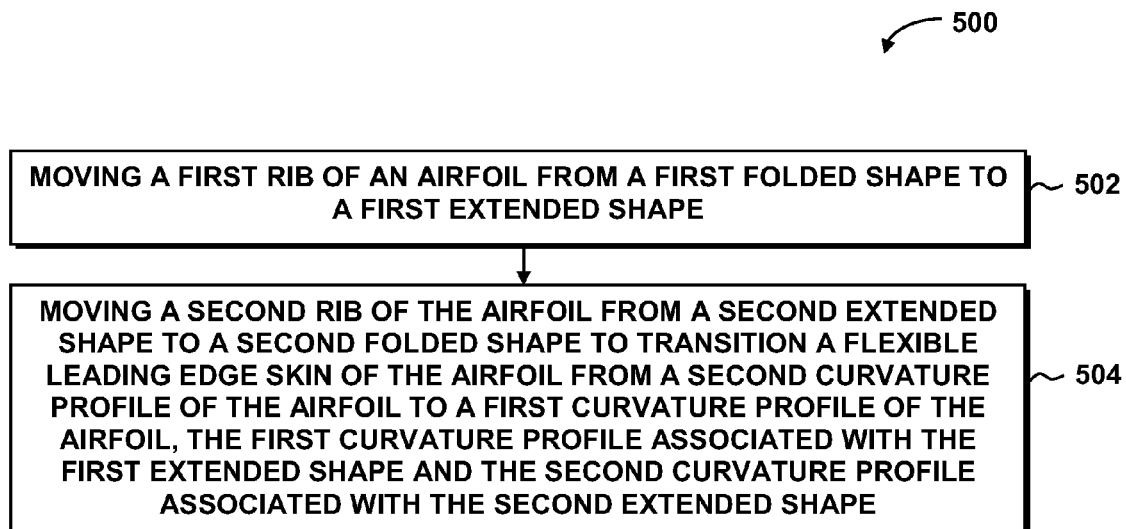 500
MOVING A FIRST RIB OF AN AIRFOIL FROM A FIRST FOLDED SHAPE TO
A FIRST EXTENDED SHAPE
502
MOVING A SECOND RIB OF THE AIRFOIL FROM A SECOND EXTENDED
SHAPE TO A SECOND FOLDED SHAPE TO TRANSITION A FLEXIBLE
LEADING EDGE SKIN OF THE AIRFOIL FROM A SECOND CURVATURE
PROFILE OF THE AIRFOIL TO A FIRST CURVATURE PROFILE OF THE
AIRFOIL, THE FIRST CURVATURE PROFILE ASSOCIATED WITH THE
FIRST EXTENDED SHAPE AND THE SECOND CURVATURE PROFILE
ASSOCIATED WITH THE SECOND EXTENDED SHAPE
504